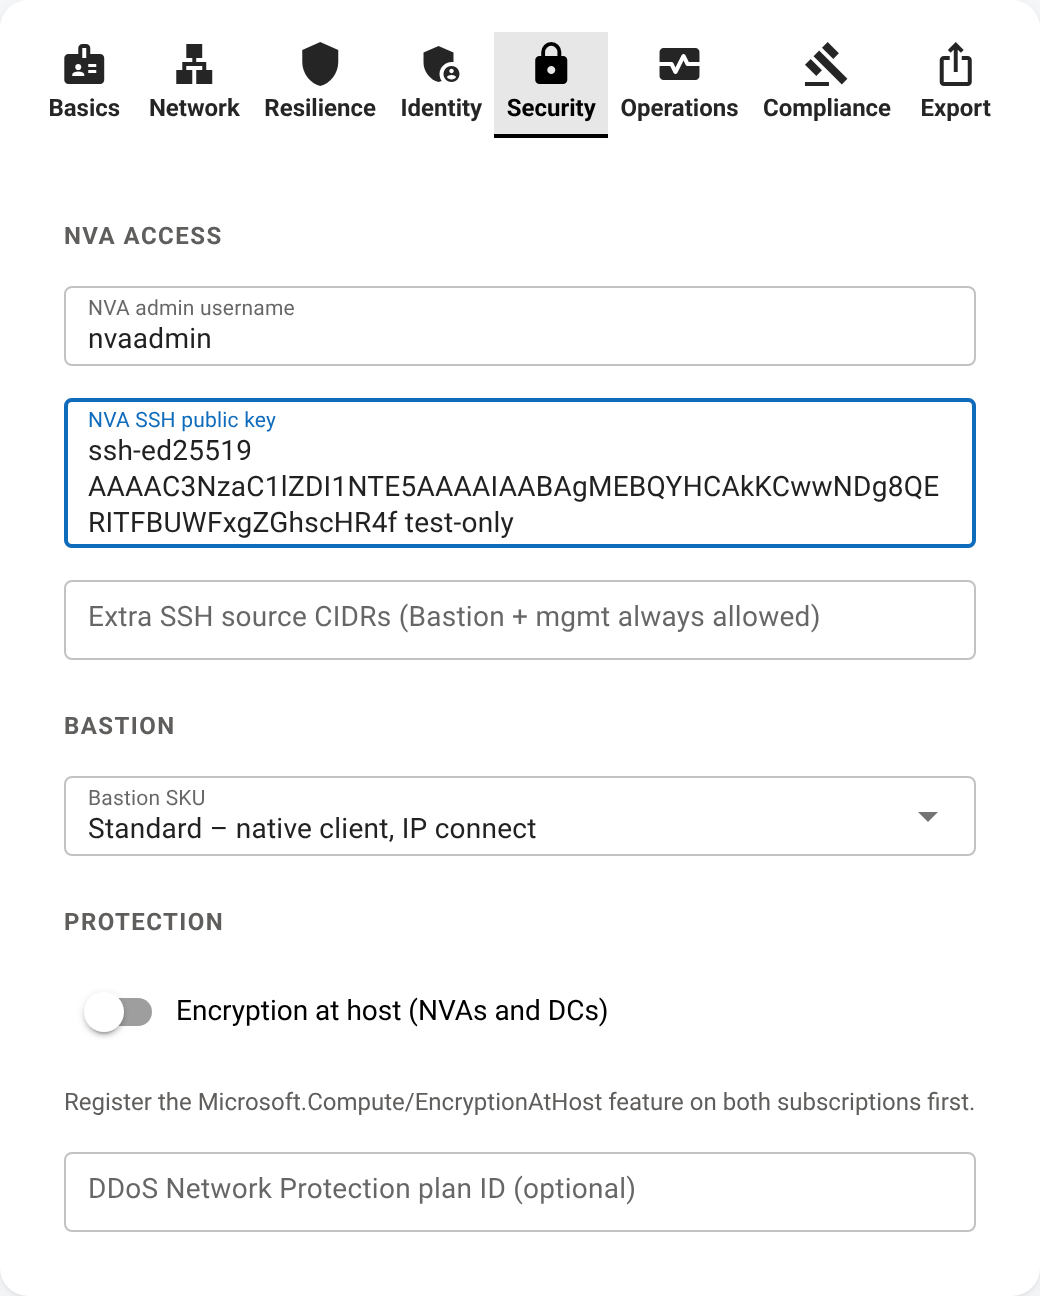 Basics
Network
Resilience
Identity
Security
Operations
Compliance
Export
NVA ACCESS
NVA admin username
nvaadmin
NVA SSH public key
ssh-ed25519
AAAAC3NzaC1lZDI1NTE5AAAAIAABAgMEBQYHCAkKCwwNDg8QE
RITFBUWFxgZGhscHR4f test-only
Extra SSH source CIDRs (Bastion + mgmt always allowed)
BASTION
Bastion SKU
Standard – native client, IP connect
PROTECTION
Encryption at host (NVAs and DCs)
Register the Microsoft.Compute/EncryptionAtHost feature on both subscriptions first.
DDoS Network Protection plan ID (optional)